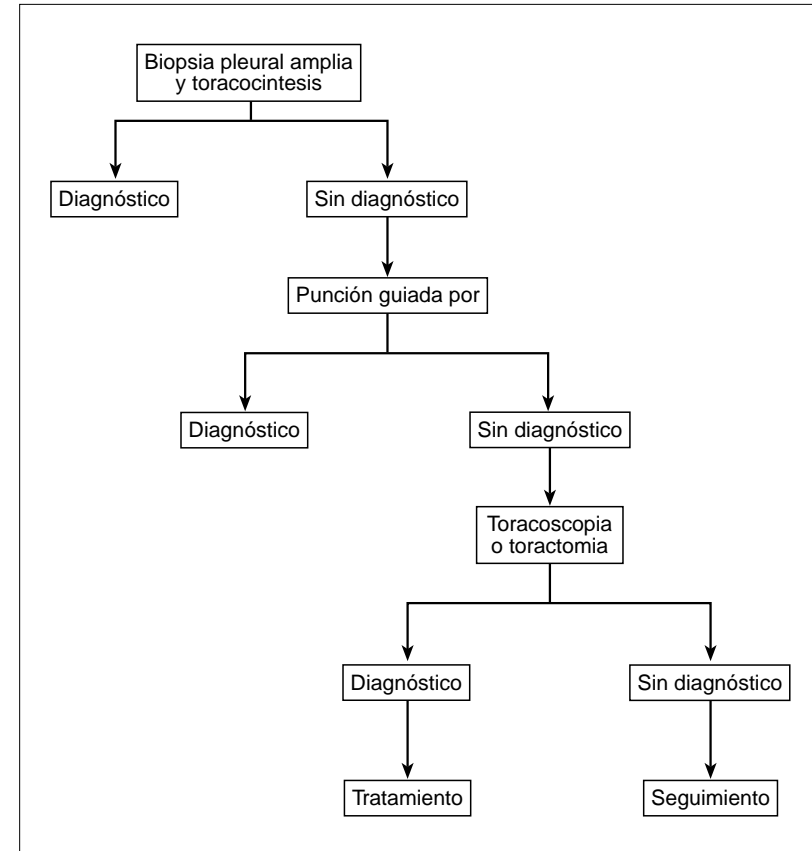 Biopsia pleural amplia
y toracocintesis
Diagnóstico
Sin diagnóstico
Punción guiada por
Diagnóstico
Sin diagnóstico
Toracoscopia
o toractomia
Diagnóstico
Sin diagnóstico
Tratamiento
Seguimiento